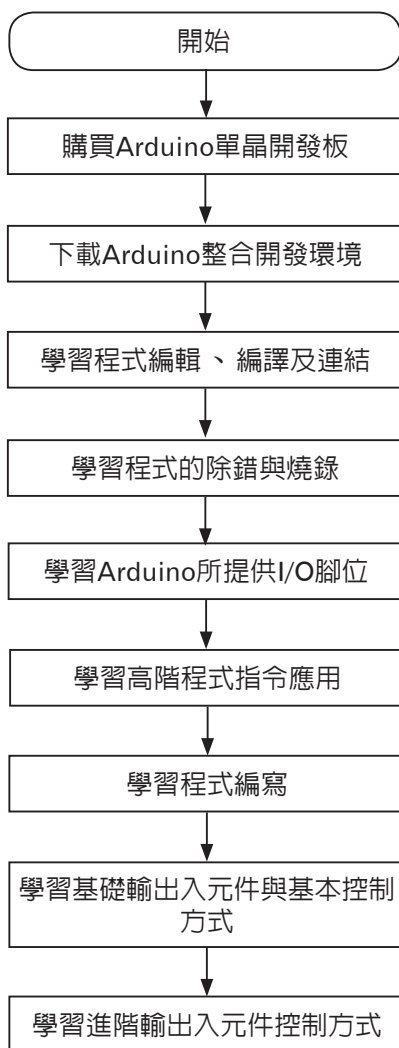 開始
購買Arduino單晶開發板
下載Arduino整合開發環境
學習程式編輯、編譯及連結
學習程式的除錯與燒錄
學習Arduino所提供I/O腳位
學習高階程式指令應用
學習程式編寫
學習基礎輸出入元件與基本控制
方式
學習進階輸出入元件控制方式